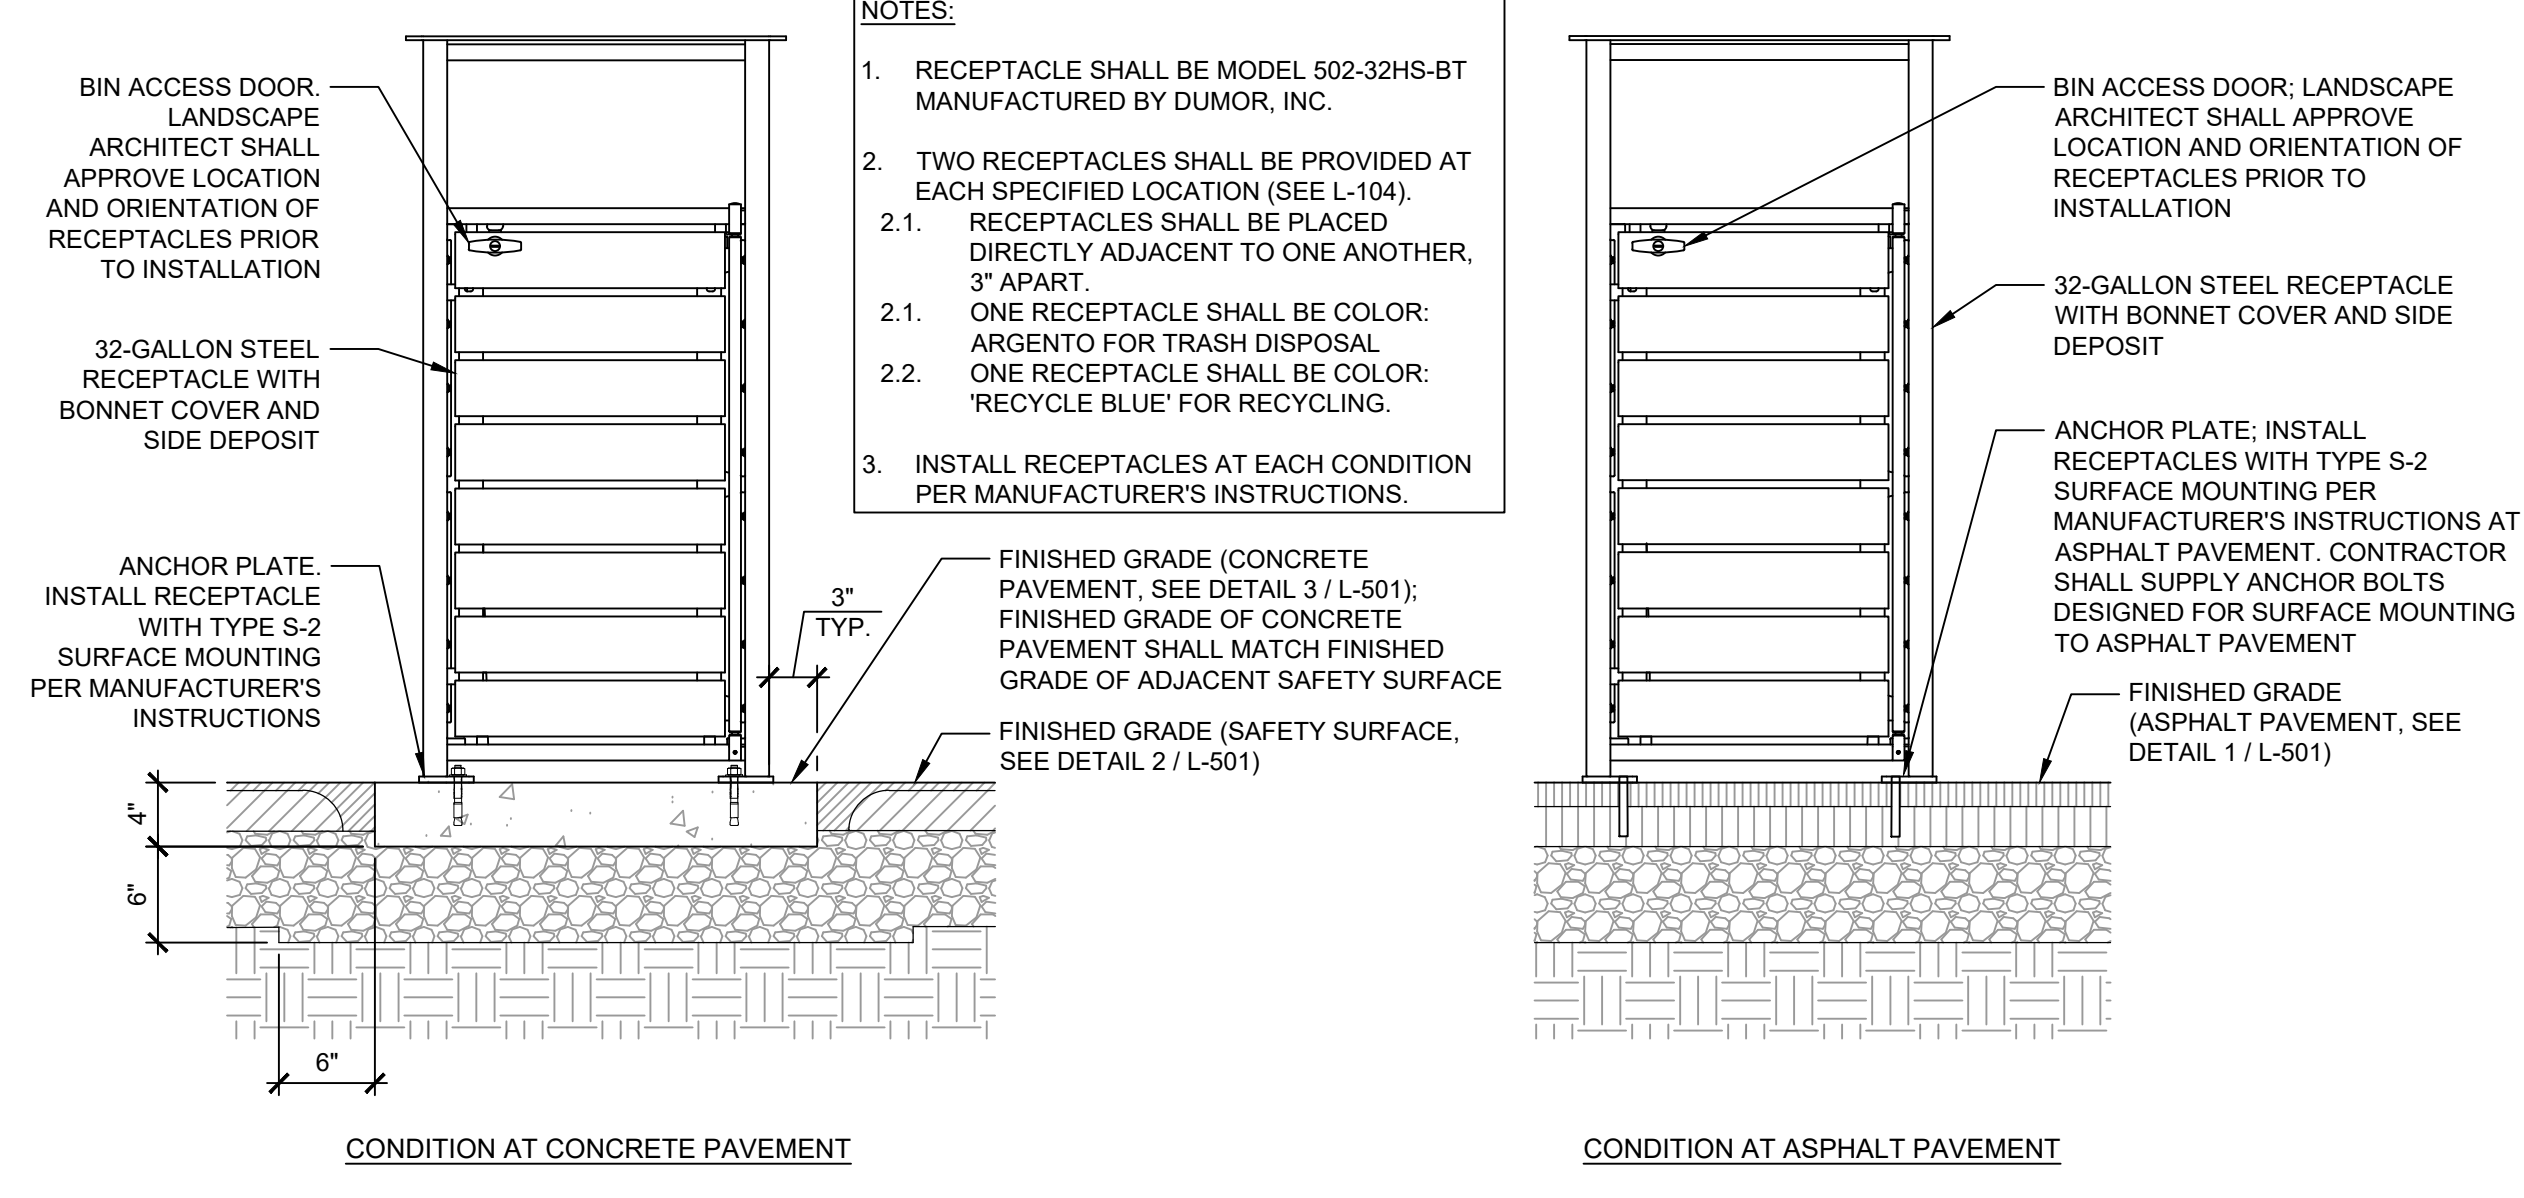 NOTES:
1. RECEPTACLE SHALL BE MODEL 502-32HS-BT
MANUFACTURED BY DUMOR, INC.
2. TWO RECEPTACLES SHALL BE PROVIDED AT
EACH SPECIFIED LOCATION (SEE L-104).
2.1. RECEPTACLES SHALL BE PLACED
DIRECTLY ADJACENT TO ONE ANOTHER,
3" APART.
2.1. ONE RECEPTACLE SHALL BE COLOR:
ARGENTO FOR TRASH DISPOSAL
2.2. ONE RECEPTACLE SHALL BE COLOR:
'RECYCLE BLUE' FOR RECYCLING.
3. INSTALL RECEPTACLES AT EACH CONDITION
PER MANUFACTURER'S INSTRUCTIONS.
BIN ACCESS DOOR.
LANDSCAPE
ARCHITECT SHALL
APPROVE LOCATION
AND ORIENTATION OF
RECEPTACLES PRIOR
TO INSTALLATION
32-GALLON STEEL
RECEPTACLE WITH
BONNET COVER AND
SIDE DEPOSIT
ANCHOR PLATE.
INSTALL RECEPTACLE
WITH TYPE S-2
SURFACE MOUNTING
PER MANUFACTURER'S
INSTRUCTIONS
3"
TYP.
FINISHED GRADE (CONCRETE
PAVEMENT, SEE DETAIL 3 / L-501);
FINISHED GRADE OF CONCRETE
PAVEMENT SHALL MATCH FINISHED
GRADE OF ADJACENT SAFETY SURFACE
FINISHED GRADE (SAFETY SURFACE,
SEE DETAIL 2 / L-501)
4"
6"
6"
CONDITION AT CONCRETE PAVEMENT
BIN ACCESS DOOR; LANDSCAPE
ARCHITECT SHALL APPROVE
LOCATION AND ORIENTATION OF
RECEPTACLES PRIOR TO
INSTALLATION
32-GALLON STEEL RECEPTACLE
WITH BONNET COVER AND SIDE
DEPOSIT
ANCHOR PLATE; INSTALL
RECEPTACLES WITH TYPE S-2
SURFACE MOUNTING PER
MANUFACTURER'S INSTRUCTIONS AT
ASPHALT PAVEMENT. CONTRACTOR
SHALL SUPPLY ANCHOR BOLTS
DESIGNED FOR SURFACE MOUNTING
TO ASPHALT PAVEMENT
FINISHED GRADE
(ASPHALT PAVEMENT, SEE
DETAIL 1 / L-501)
CONDITION AT ASPHALT PAVEMENT